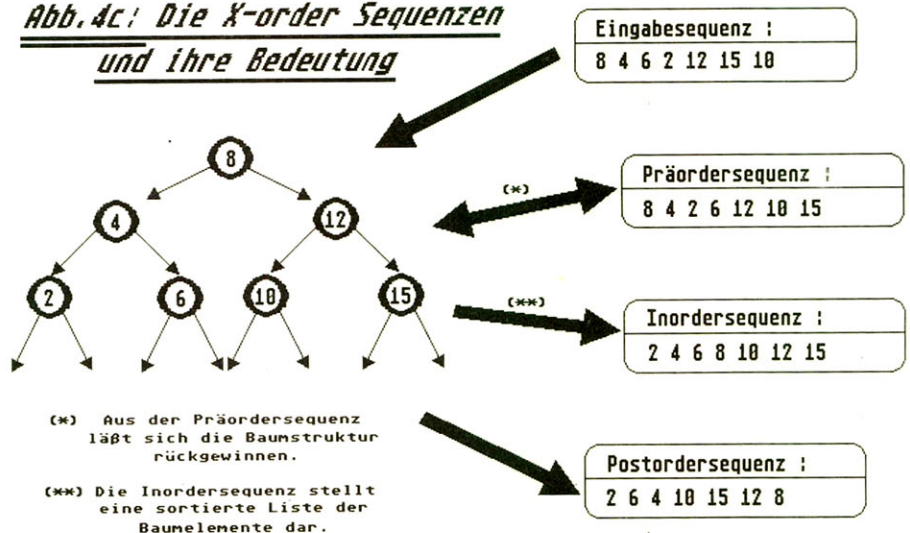 Abb.4c: Die X-order Sequenzen
und ihre Bedeutung
Eingabesequenz :
8 4 6 2 12 15 10
8
4
12
2
6
10
15
(*)
Präordersequenz :
8 4 2 6 12 10 15
(**)
Inordersequenz :
2 4 6 8 10 12 15
Postordersequenz :
2 6 4 10 15 12 8
(*) Aus der Präordersequenz
läßt sich die Baumstruktur
rückgewinnen.
(**) Die Inordersequenz stellt
eine sortierte Liste der
Baumelemente dar.